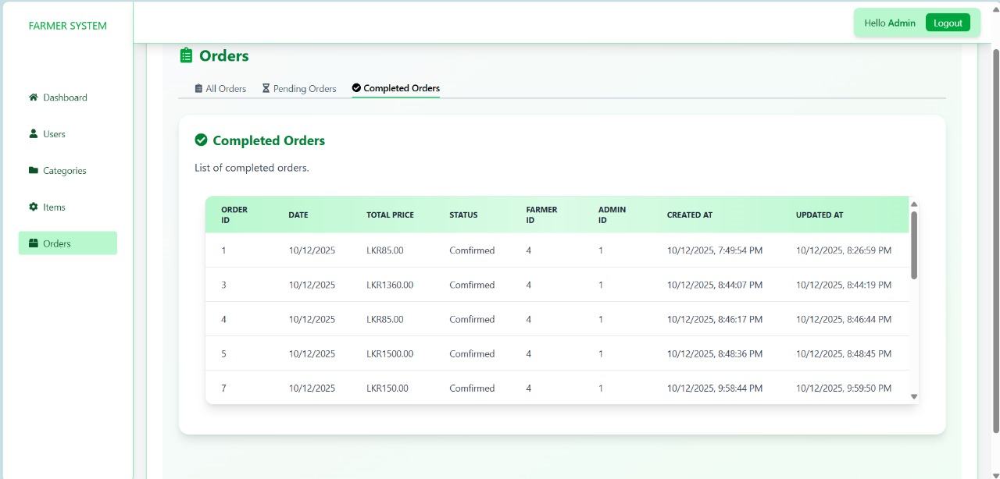 FARMER SYSTEM
Hello Admin Logout
Dashboard
Users
Categories
Items
Orders
Orders
All Orders Pending Orders Completed Orders
Completed Orders
List of completed orders.
ORDER ID DATE TOTAL PRICE STATUS FARMER ID ADMIN ID CREATED AT UPDATED AT
1 10/12/2025 LKR85.00 Comfirmed 4 1 10/12/2025, 7:49:54 PM 10/12/2025, 8:26:59 PM
3 10/12/2025 LKR1360.00 Comfirmed 4 1 10/12/2025, 8:44:07 PM 10/12/2025, 8:44:19 PM
4 10/12/2025 LKR85.00 Comfirmed 4 1 10/12/2025, 8:46:17 PM 10/12/2025, 8:46:44 PM
5 10/12/2025 LKR1500.00 Comfirmed 4 1 10/12/2025, 8:48:36 PM 10/12/2025, 8:48:45 PM
7 10/12/2025 LKR150.00 Comfirmed 4 1 10/12/2025, 9:58:44 PM 10/12/2025, 9:59:50 PM